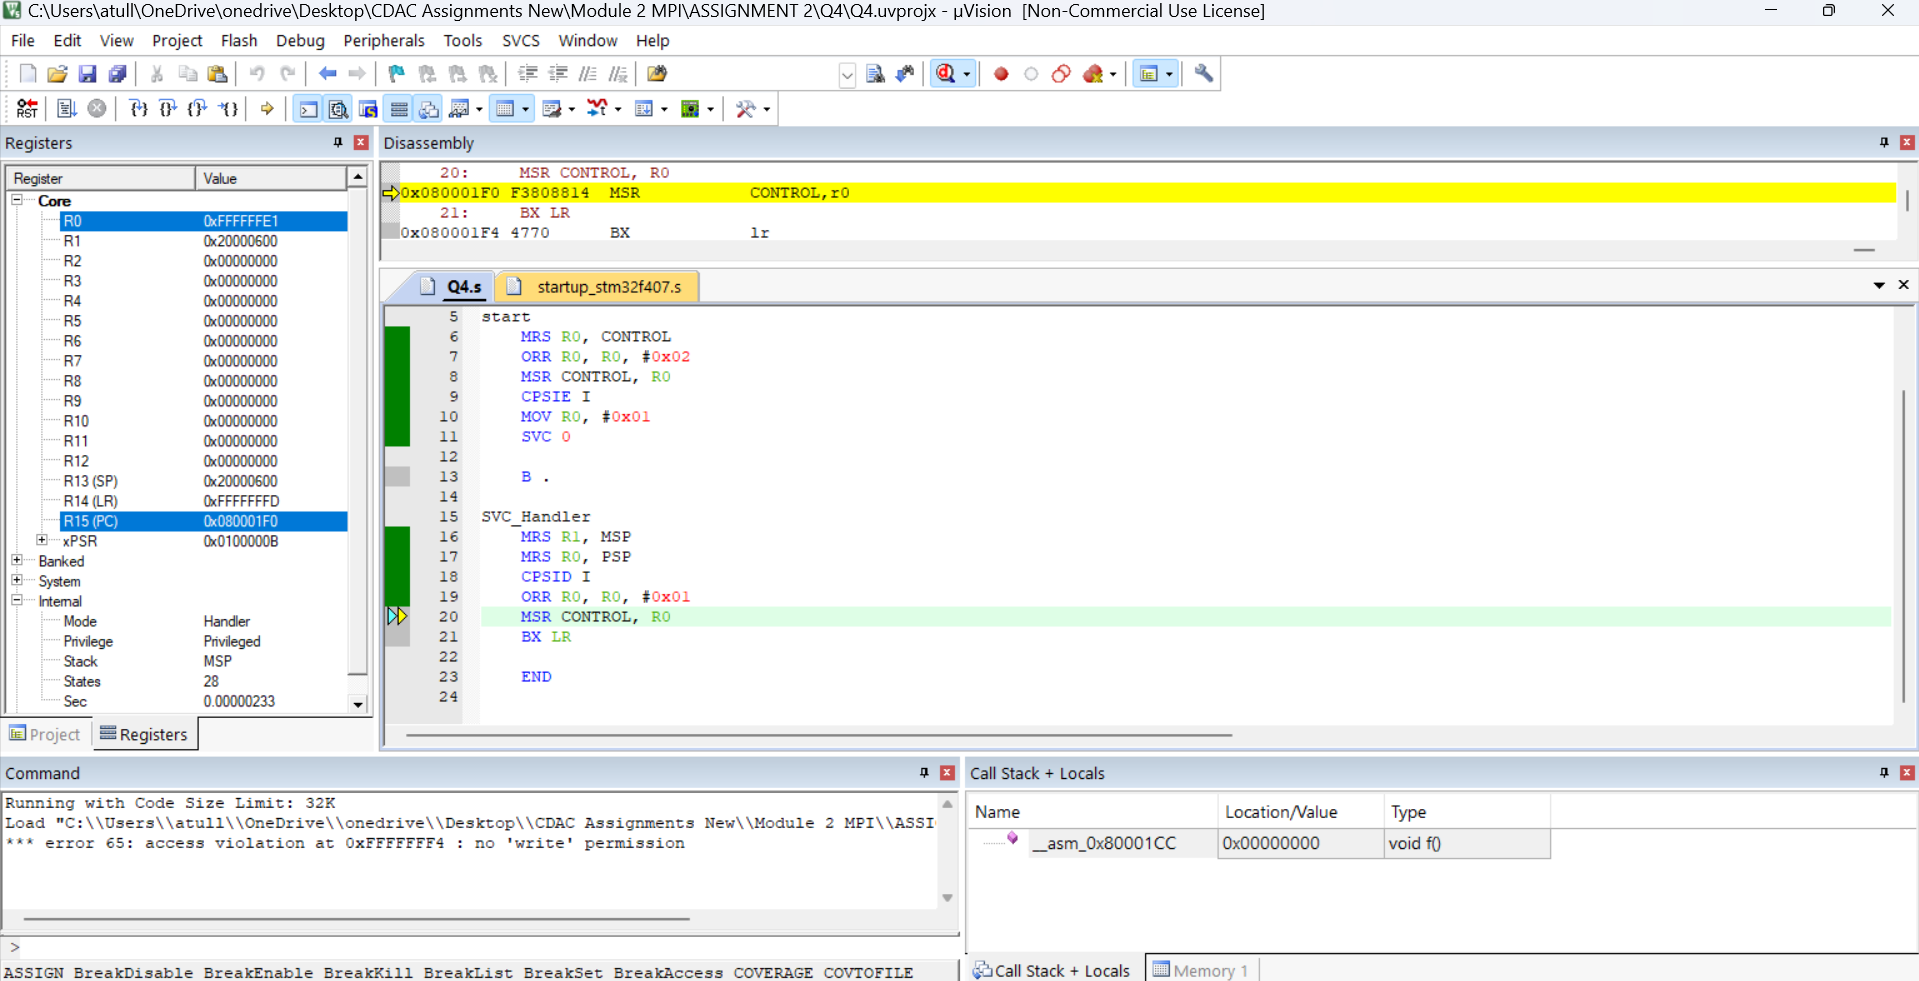 C:\Users\atull\OneDrive\onedrive\Desktop\CDAC Assignments New\Module 2 MPI\ASSIGNMENT 2\Q4\Q4.uvprojx - µVision [Non-Commercial Use License]
File Edit View Project Flash Debug Peripherals Tools SVCS Window Help
RST
Registers
Register Value
Core
R0 0xFFFFFFE1
R1 0x20000600
R2 0x00000000
R3 0x00000000
R4 0x00000000
R5 0x00000000
R6 0x00000000
R7 0x00000000
R8 0x00000000
R9 0x00000000
R10 0x00000000
R11 0x00000000
R12 0x00000000
R13 (SP) 0x20000600
R14 (LR) 0xFFFFFFFD
R15 (PC) 0x080001F0
xPSR 0x0100000B
Banked
System
Internal
Mode Handler
Privilege Privileged
Stack MSP
States 28
Sec 0.00000233
Project Registers
Disassembly
20: MSR CONTROL, R0
0x080001F0 F3808814 MSR CONTROL,r0
21: BX LR
0x080001F4 4770 BX lr
Q4.s startup_stm32f407.s
5 start
6 MRS R0, CONTROL
7 ORR R0, R0, #0x02
8 MSR CONTROL, R0
9 CPSIE I
10 MOV R0, #0x01
11 SVC 0
12
13 B .
14
15 SVC_Handler
16 MRS R1, MSP
17 MRS R0, PSP
18 CPSID I
19 ORR R0, R0, #0x01
20 MSR CONTROL, R0
21 BX LR
22
23 END
24
Command
Running with Code Size Limit: 32K
Load "C:\\Users\\atull\\OneDrive\\onedrive\\Desktop\\CDAC Assignments New\\Module 2 MPI\\ASSI
*** error 65: access violation at 0xFFFFFFF4 : no 'write' permission
>
ASSIGN BreakDisable BreakEnable BreakKill BreakList BreakSet BreakAccess COVERAGE COVTOFILE
Call Stack + Locals
Name Location/Value Type
__asm_0x80001CC 0x00000000 void f()
Call Stack + Locals Memory 1